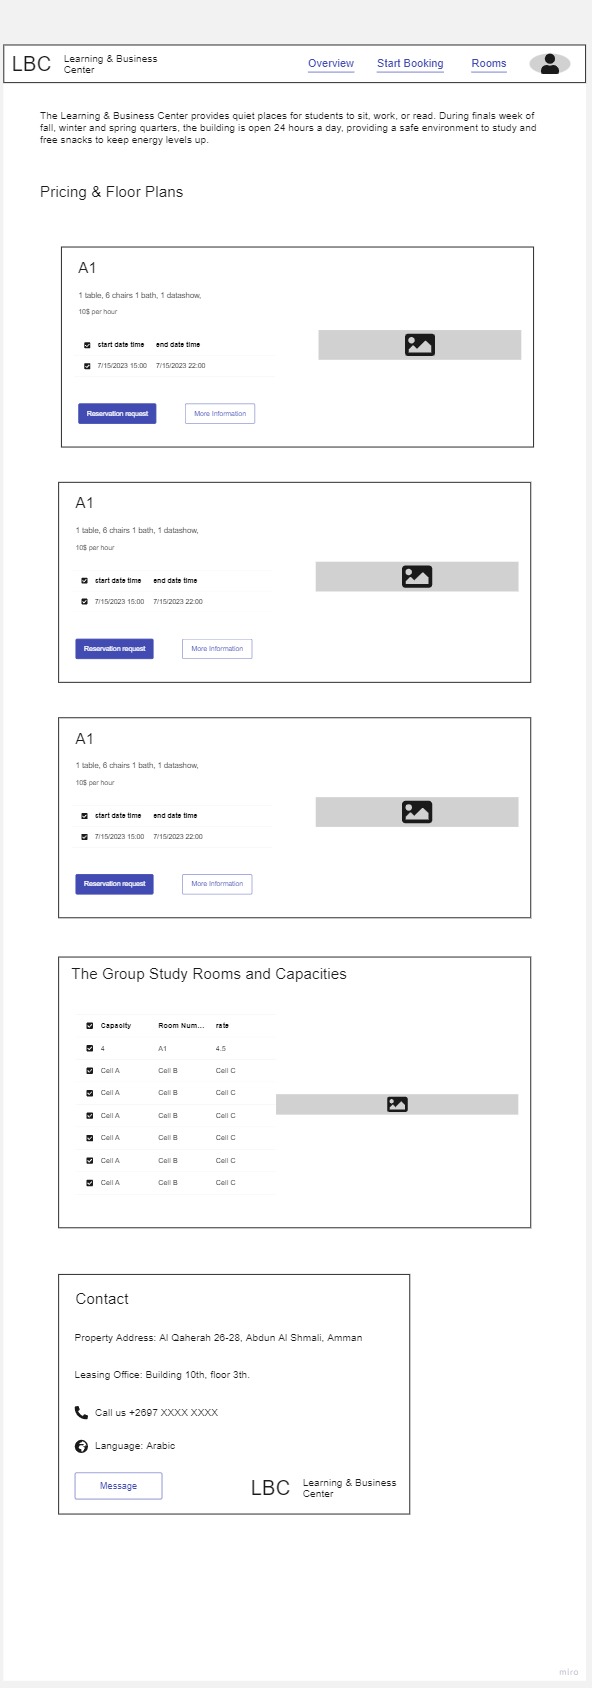 LBC
Learning & Business
Center
Overview
Start Booking
Rooms
The Learning & Business Center provides quiet places for students to sit, work, or read. During finals week of
fall, winter and spring quarters, the building is open 24 hours a day, providing a safe environment to study and
free snacks to keep energy levels up.
Pricing & Floor Plans
A1
1 table, 6 chairs 1 bath, 1 datashow,
10$ per hour
start date time end date time
7/15/2023 15:00 7/15/2023 22:00
Reservation request More Information
A1
1 table, 6 chairs 1 bath, 1 datashow,
10$ per hour
start date time end date time
7/15/2023 15:00 7/15/2023 22:00
Reservation request More Information
A1
1 table, 6 chairs 1 bath, 1 datashow,
10$ per hour
start date time end date time
7/15/2023 15:00 7/15/2023 22:00
Reservation request More Information
The Group Study Rooms and Capacities
Capacity Room Num... rate
4 A1 4.5
Cell A Cell B Cell C
Cell A Cell B Cell C
Cell A Cell B Cell C
Cell A Cell B Cell C
Cell A Cell B Cell C
Cell A Cell B Cell C
Contact
Property Address: Al Qaherah 26-28, Abdun Al Shmali, Amman
Leasing Office: Building 10th, floor 3th.
Call us +2697 XXXX XXXX
Language: Arabic
Message
LBC
Learning & Business
Center
miro